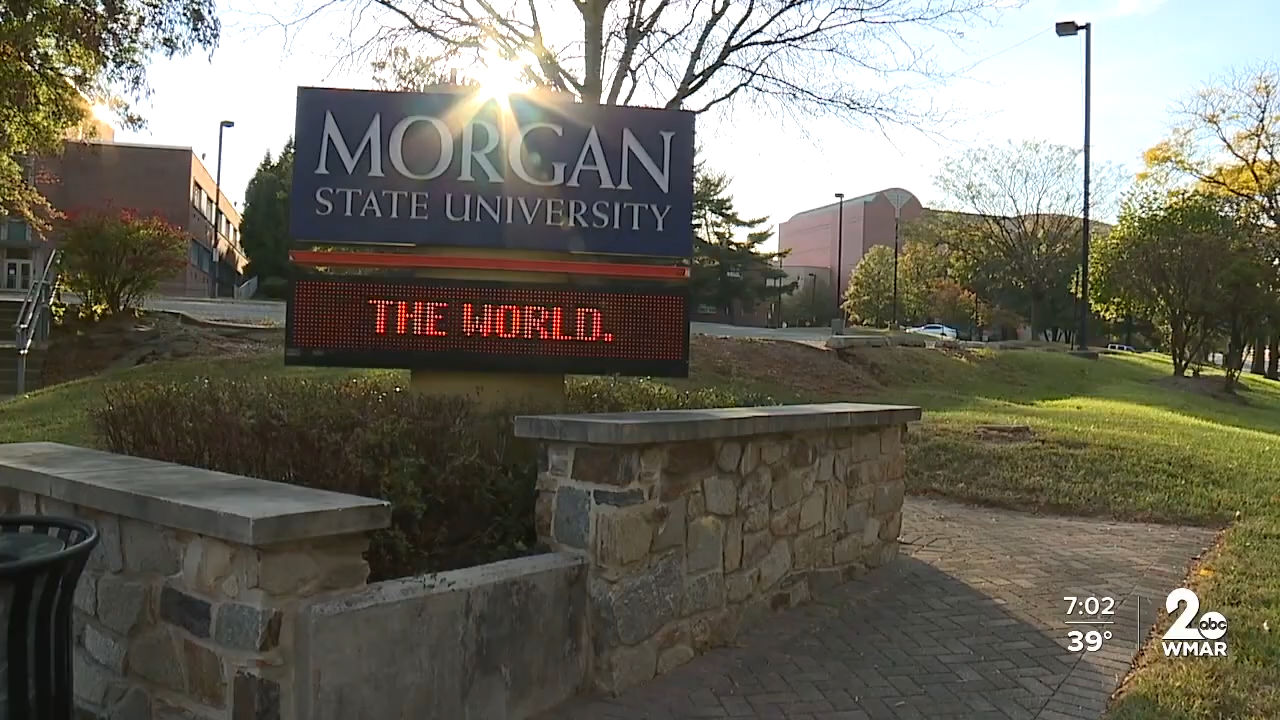 MORGAN
STATE UNIVERSITY
THE WORLD.
7:02
39°
2 abc
WMAR